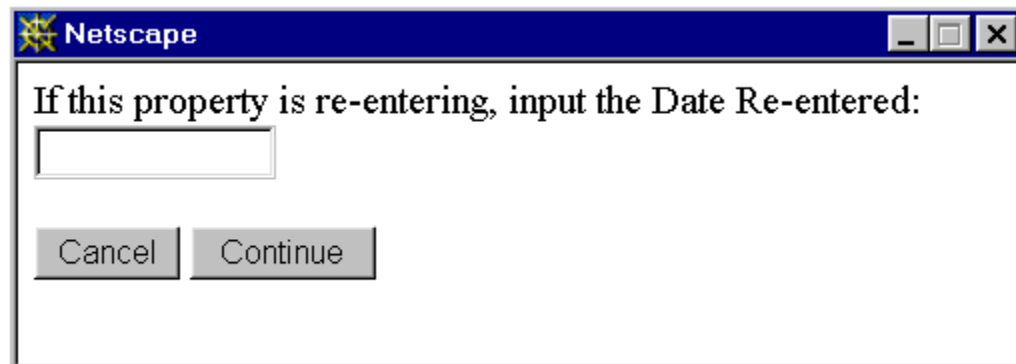 Netscape
If this property is re-entering, input the Date Re-entered:
Cancel Continue